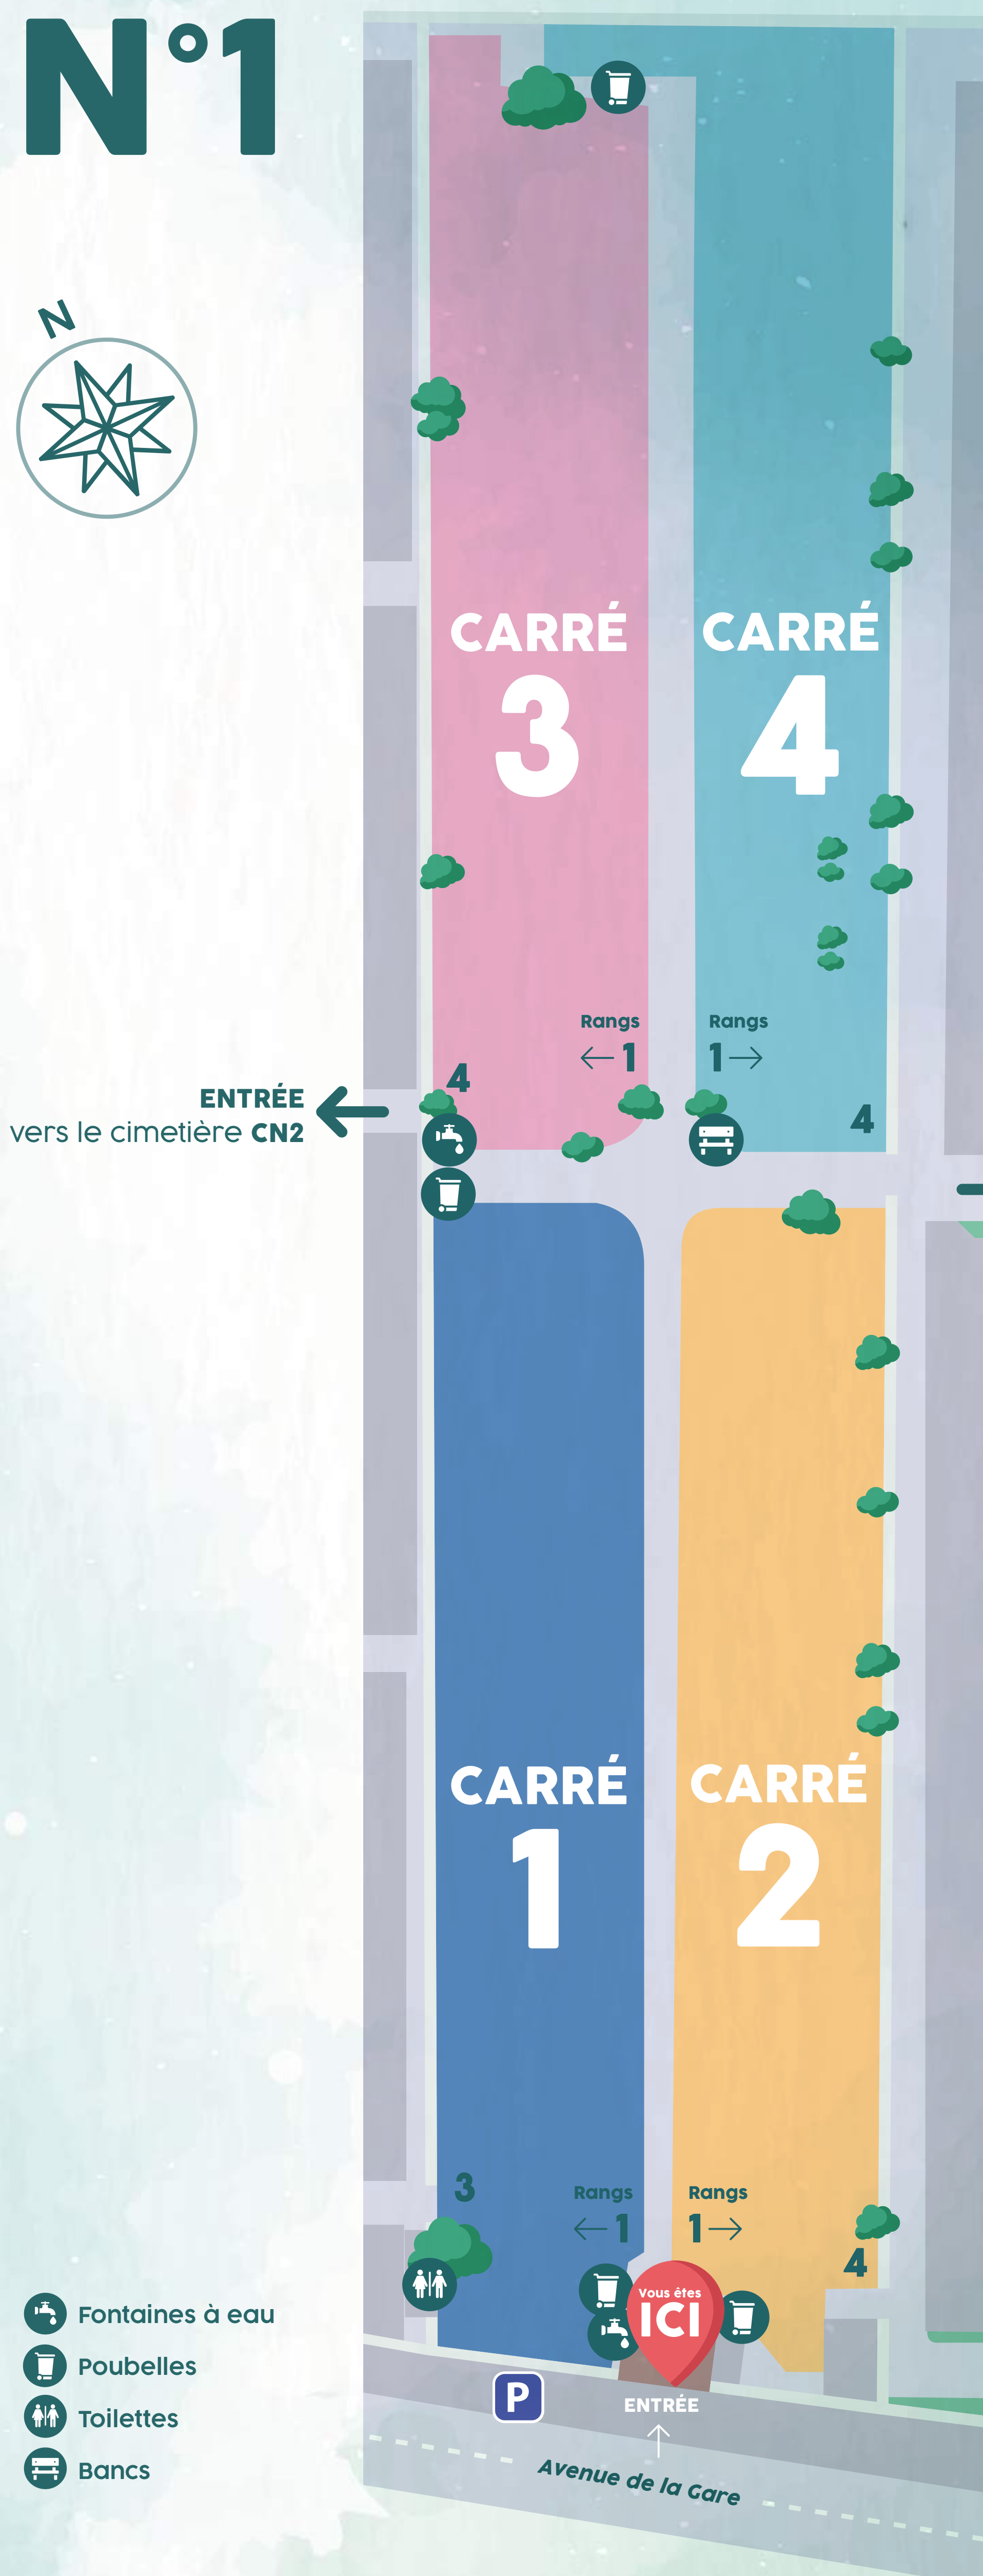 N°1
N
CARRÉ
3
CARRÉ
4
Rangs
1
Rangs
1
4
4
ENTRÉE
vers le cimetière CN2
CARRÉ
1
CARRÉ
2
3
Rangs
1
Rangs
1
4
Vous êtes
ICI
P
ENTRÉE
Avenue de la Gare
Fontaines à eau
Poubelles
Toilettes
Bancs